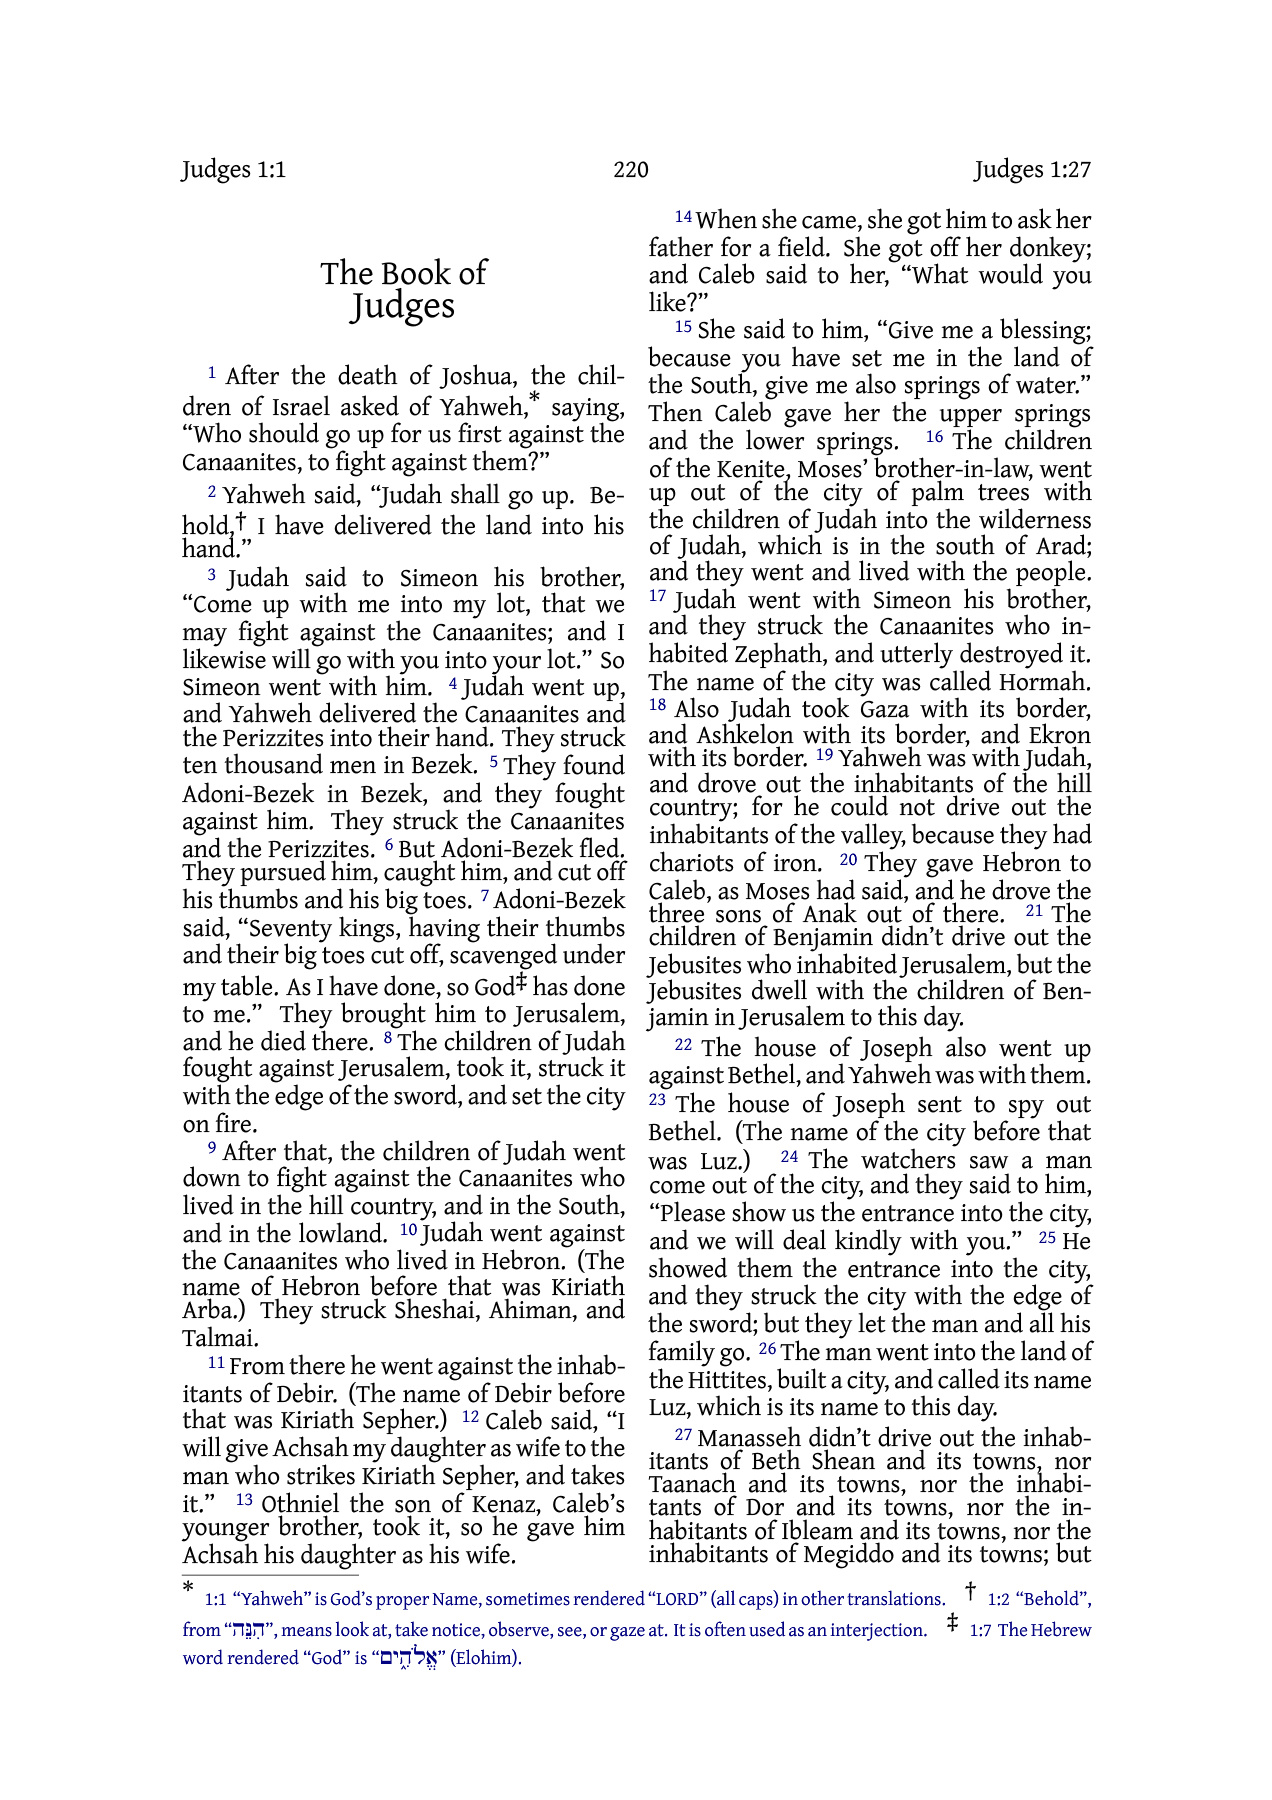 Judges 1:1 220 Judges 1:27
The Book of
Judges
1 After the death of Joshua, the chil-
dren of Israel asked of Yahweh,* saying,
“Who should go up for us first against the
Canaanites, to fight against them?”
2 Yahweh said, “Judah shall go up. Be-
hold,† I have delivered the land into his
hand.”
3 Judah said to Simeon his brother,
“Come up with me into my lot, that we
may fight against the Canaanites; and I
likewise will go with you into your lot.” So
Simeon went with him. 4 Judah went up,
and Yahweh delivered the Canaanites and
the Perizzites into their hand. They struck
ten thousand men in Bezek. 5 They found
Adoni-Bezek in Bezek, and they fought
against him. They struck the Canaanites
and the Perizzites. 6 But Adoni-Bezek fled.
They pursued him, caught him, and cut off
his thumbs and his big toes. 7 Adoni-Bezek
said, “Seventy kings, having their thumbs
and their big toes cut off, scavenged under
my table. As I have done, so God‡ has done
to me.” They brought him to Jerusalem,
and he died there. 8 The children of Judah
fought against Jerusalem, took it, struck it
with the edge of the sword, and set the city
on fire.
9 After that, the children of Judah went
down to fight against the Canaanites who
lived in the hill country, and in the South,
and in the lowland. 10 Judah went against
the Canaanites who lived in Hebron. (The
name of Hebron before that was Kiriath
Arba.) They struck Sheshai, Ahiman, and
Talmai.
11 From there he went against the inhab-
itants of Debir. (The name of Debir before
that was Kiriath Sepher.) 12 Caleb said, “I
will give Achsah my daughter as wife to the
man who strikes Kiriath Sepher, and takes
it.” 13 Othniel the son of Kenaz, Caleb’s
younger brother, took it, so he gave him
Achsah his daughter as his wife.
14 When she came, she got him to ask her
father for a field. She got off her donkey;
and Caleb said to her, “What would you
like?”
15 She said to him, “Give me a blessing;
because you have set me in the land of
the South, give me also springs of water.”
Then Caleb gave her the upper springs
and the lower springs. 16 The children
of the Kenite, Moses’ brother-in-law, went
up out of the city of palm trees with
the children of Judah into the wilderness
of Judah, which is in the south of Arad;
and they went and lived with the people.
17 Judah went with Simeon his brother,
and they struck the Canaanites who in-
habited Zephath, and utterly destroyed it.
The name of the city was called Hormah.
18 Also Judah took Gaza with its border,
and Ashkelon with its border, and Ekron
with its border. 19 Yahweh was with Judah,
and drove out the inhabitants of the hill
country; for he could not drive out the
inhabitants of the valley, because they had
chariots of iron. 20 They gave Hebron to
Caleb, as Moses had said, and he drove the
three sons of Anak out of there. 21 The
children of Benjamin didn’t drive out the
Jebusites who inhabited Jerusalem, but the
Jebusites dwell with the children of Ben-
jamin in Jerusalem to this day.
22 The house of Joseph also went up
against Bethel, and Yahweh was with them.
23 The house of Joseph sent to spy out
Bethel. (The name of the city before that
was Luz.) 24 The watchers saw a man
come out of the city, and they said to him,
“Please show us the entrance into the city,
and we will deal kindly with you.” 25 He
showed them the entrance into the city,
and they struck the city with the edge of
the sword; but they let the man and all his
family go. 26 The man went into the land of
the Hittites, built a city, and called its name
Luz, which is its name to this day.
27 Manasseh didn’t drive out the inhab-
itants of Beth Shean and its towns, nor
Taanach and its towns, nor the inhabi-
tants of Dor and its towns, nor the in-
habitants of Ibleam and its towns, nor the
inhabitants of Megiddo and its towns; but
* 1:1 “Yahweh” is God’s proper Name, sometimes rendered “LORD” (all caps) in other translations. † 1:2 “Behold”,
from “הִנֵּה”, means look at, take notice, observe, see, or gaze at. It is often used as an interjection. ‡ 1:7 The Hebrew
word rendered “God” is “אֱלֹהִ֑ים” (Elohim).